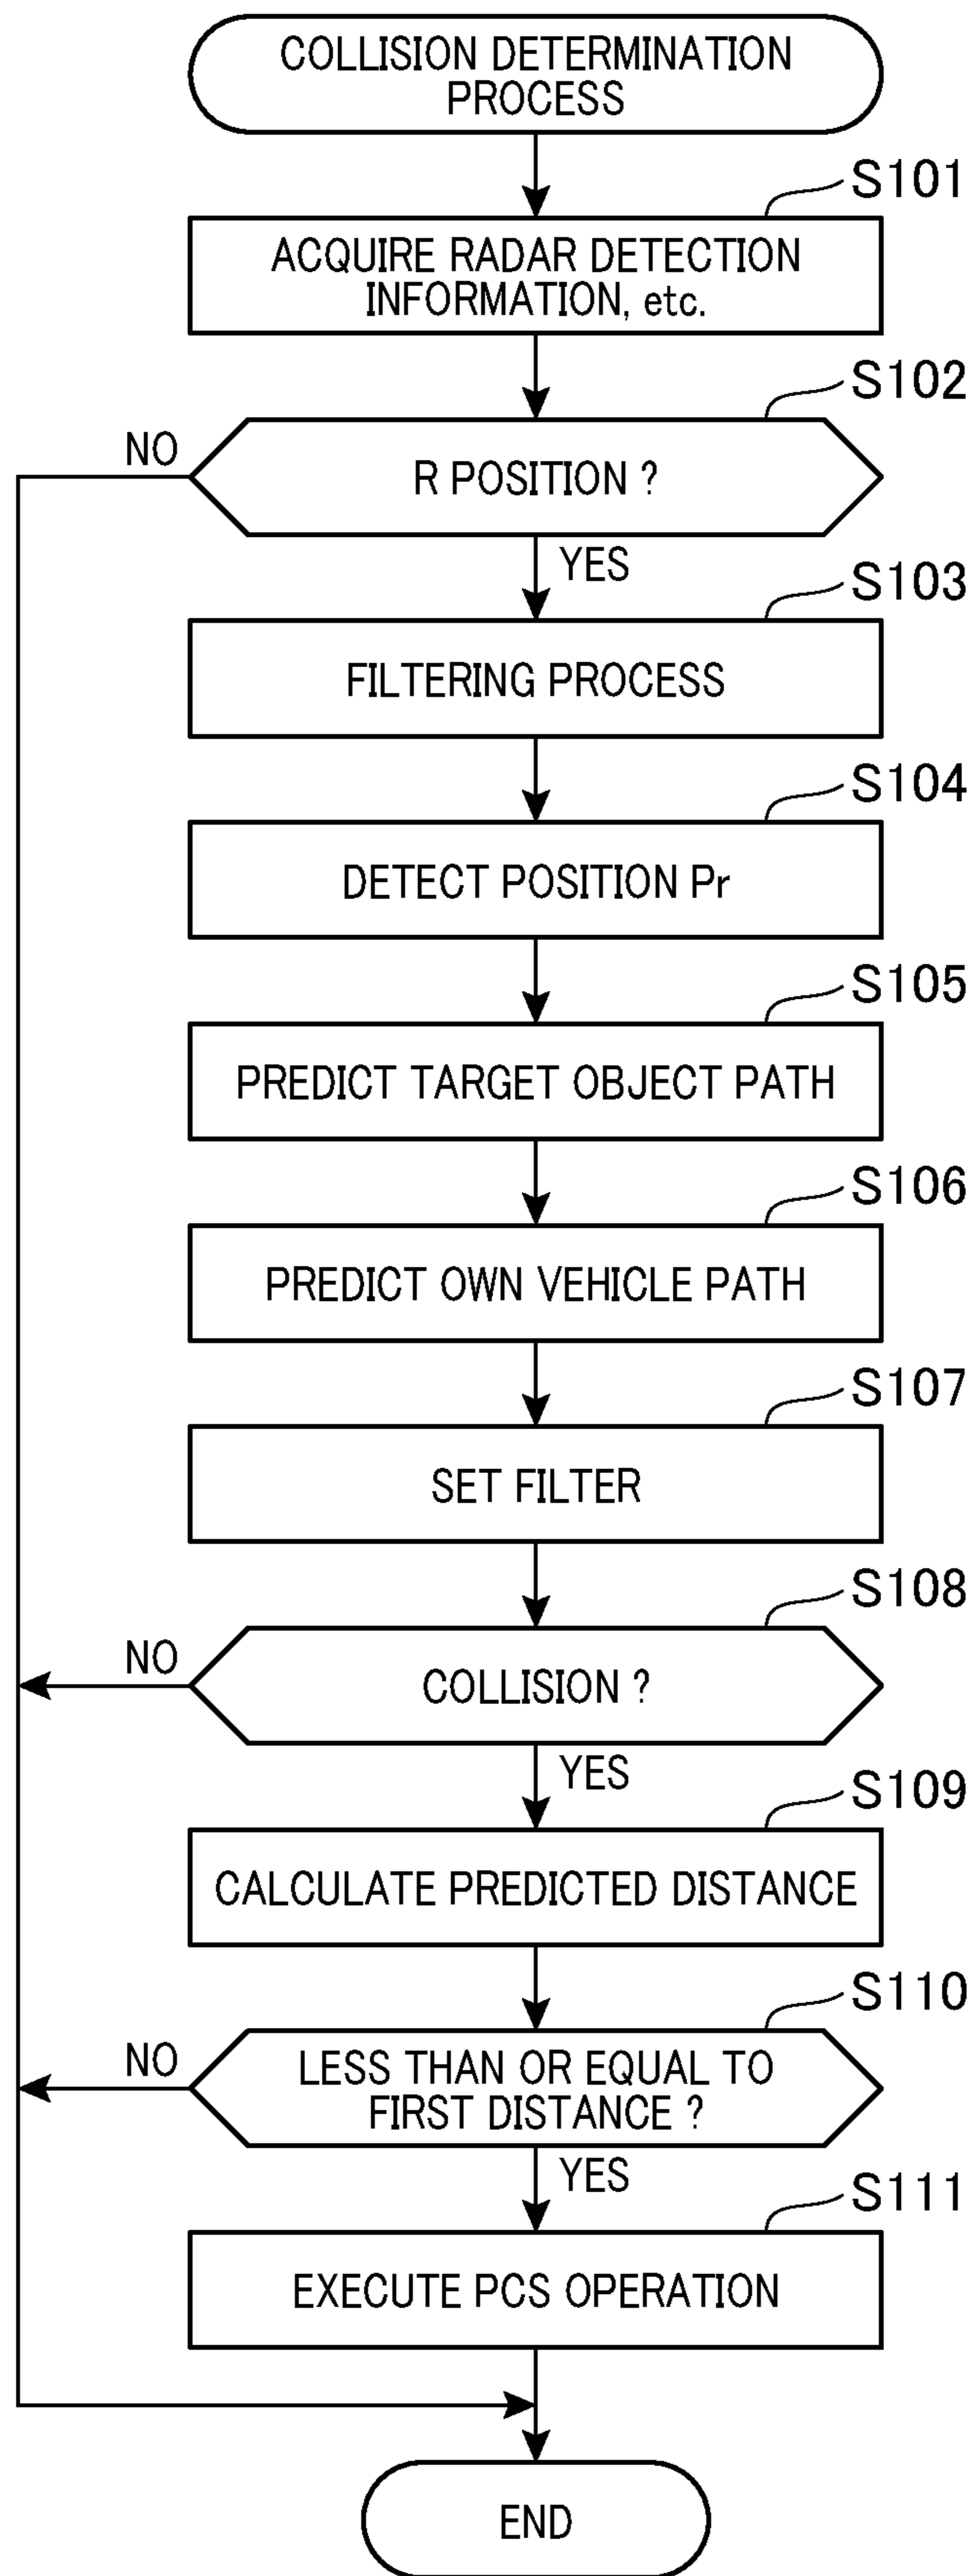 COLLISION DETERMINATION
PROCESS
S101
ACQUIRE RADAR DETECTION
INFORMATION, etc.
S102
NO
R POSITION ?
YES
S103
FILTERING PROCESS
S104
DETECT POSITION Pr
S105
PREDICT TARGET OBJECT PATH
S106
PREDICT OWN VEHICLE PATH
S107
SET FILTER
S108
NO
COLLISION ?
YES
S109
CALCULATE PREDICTED DISTANCE
S110
NO
LESS THAN OR EQUAL TO
FIRST DISTANCE ?
YES
S111
EXECUTE PCS OPERATION
END